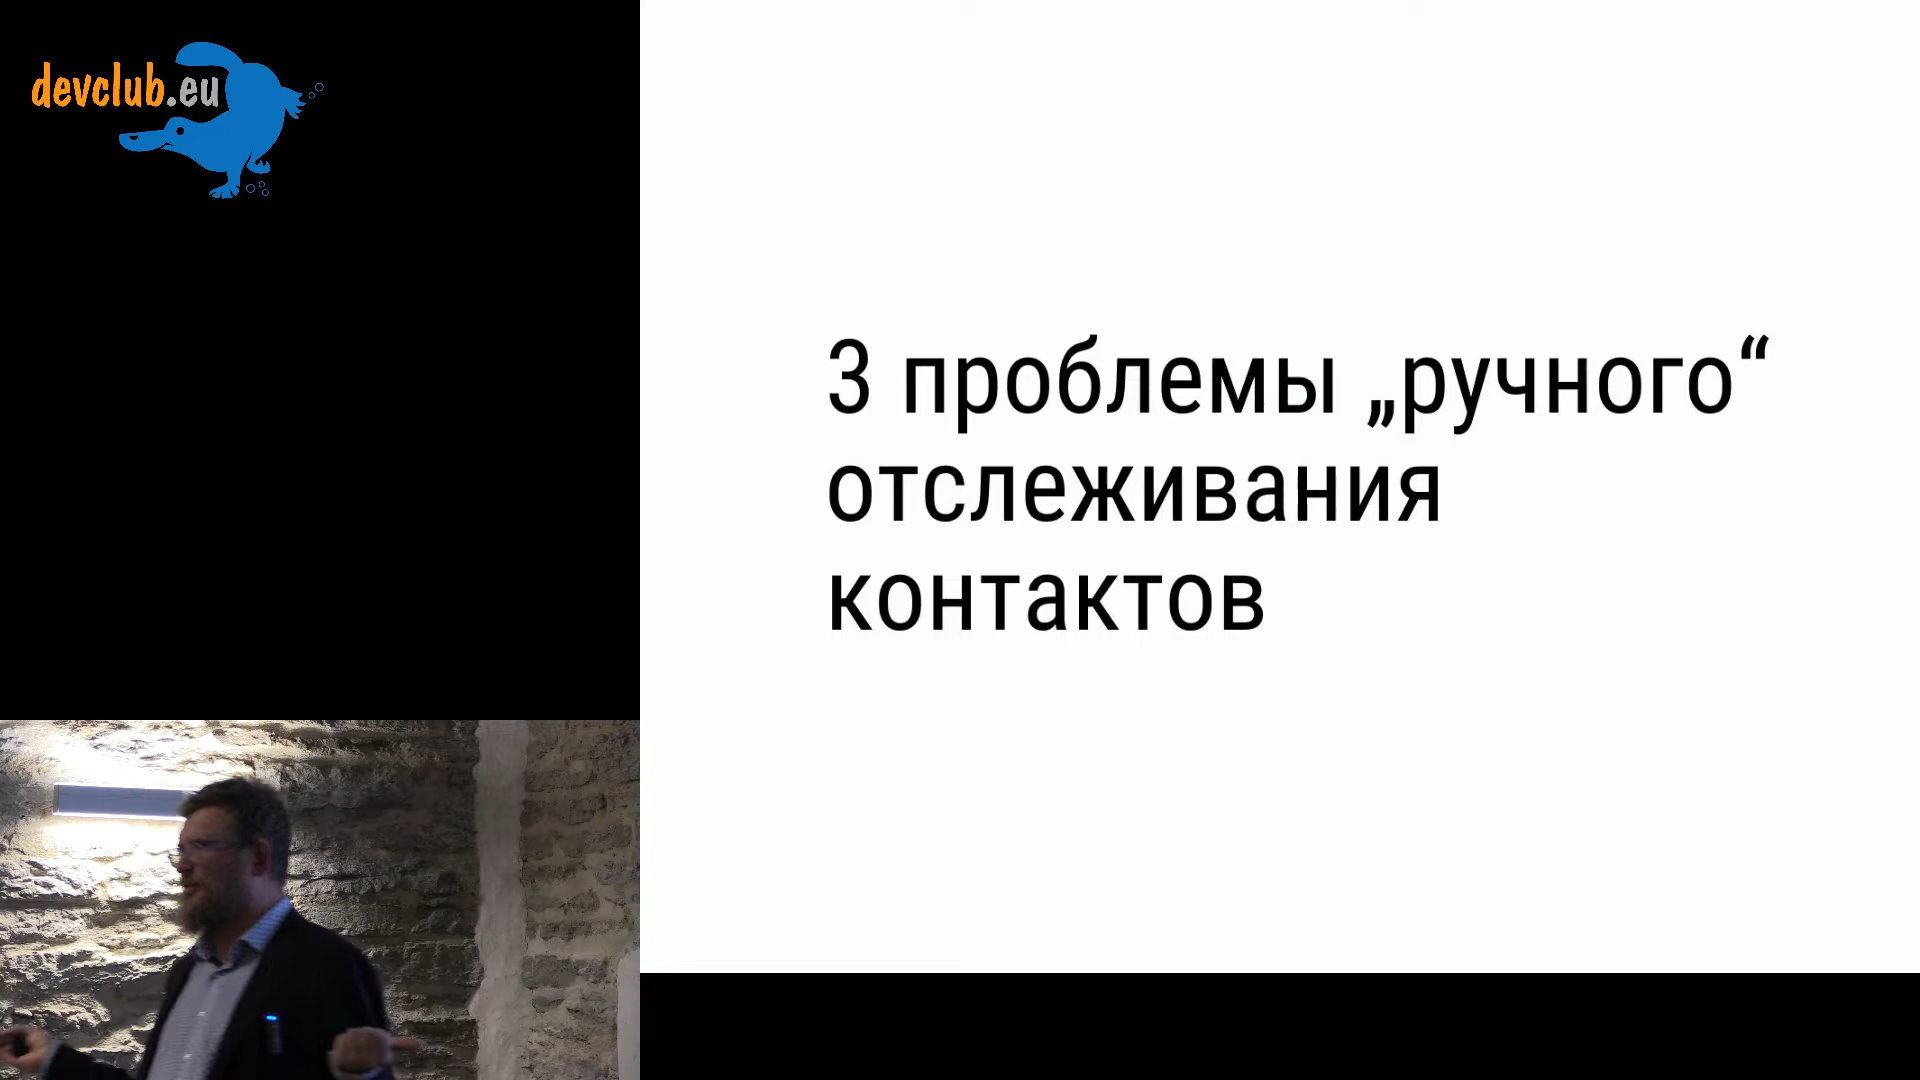 devclub.eu
3 проблемы „ручного“
отслеживания
контактов